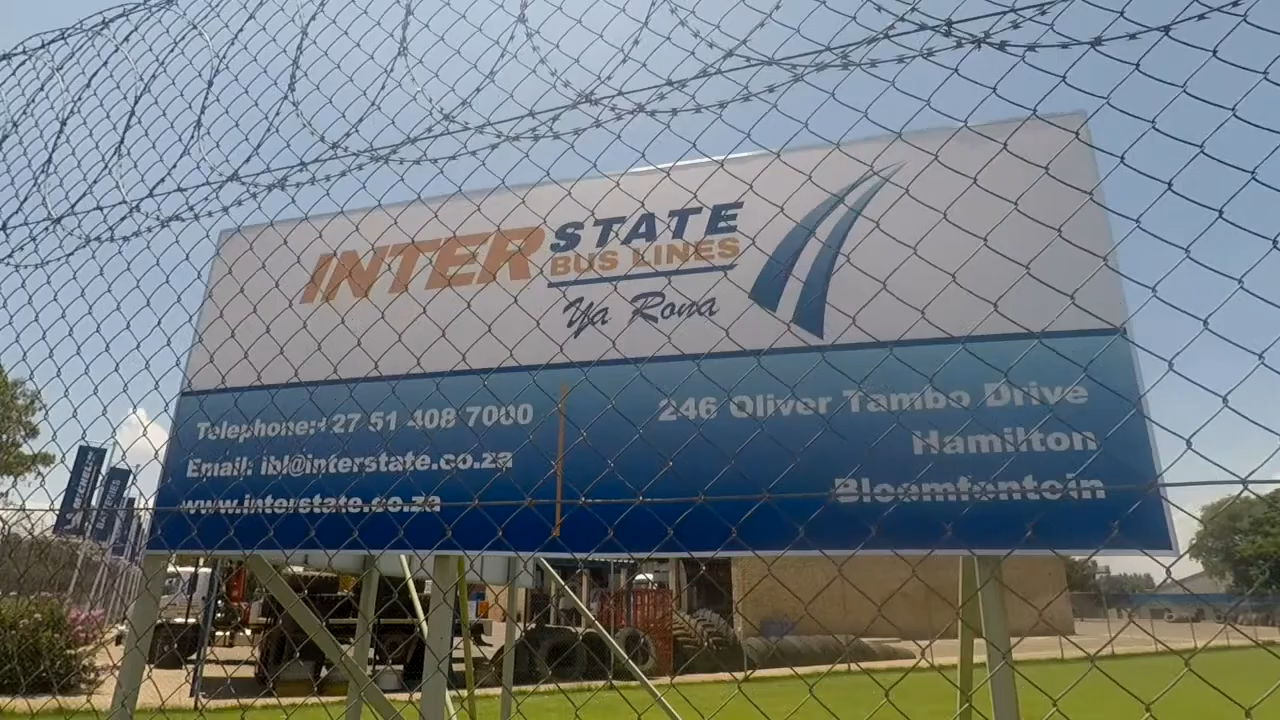 INTER STATE
BUS LINES
Ya Rona
Telephone:+27 51 408 7000
Email: ibl@interstate.co.za
www.interstate.co.za
246 Oliver Tambo Drive
Hamilton
Bloemfontein
MICHELIN